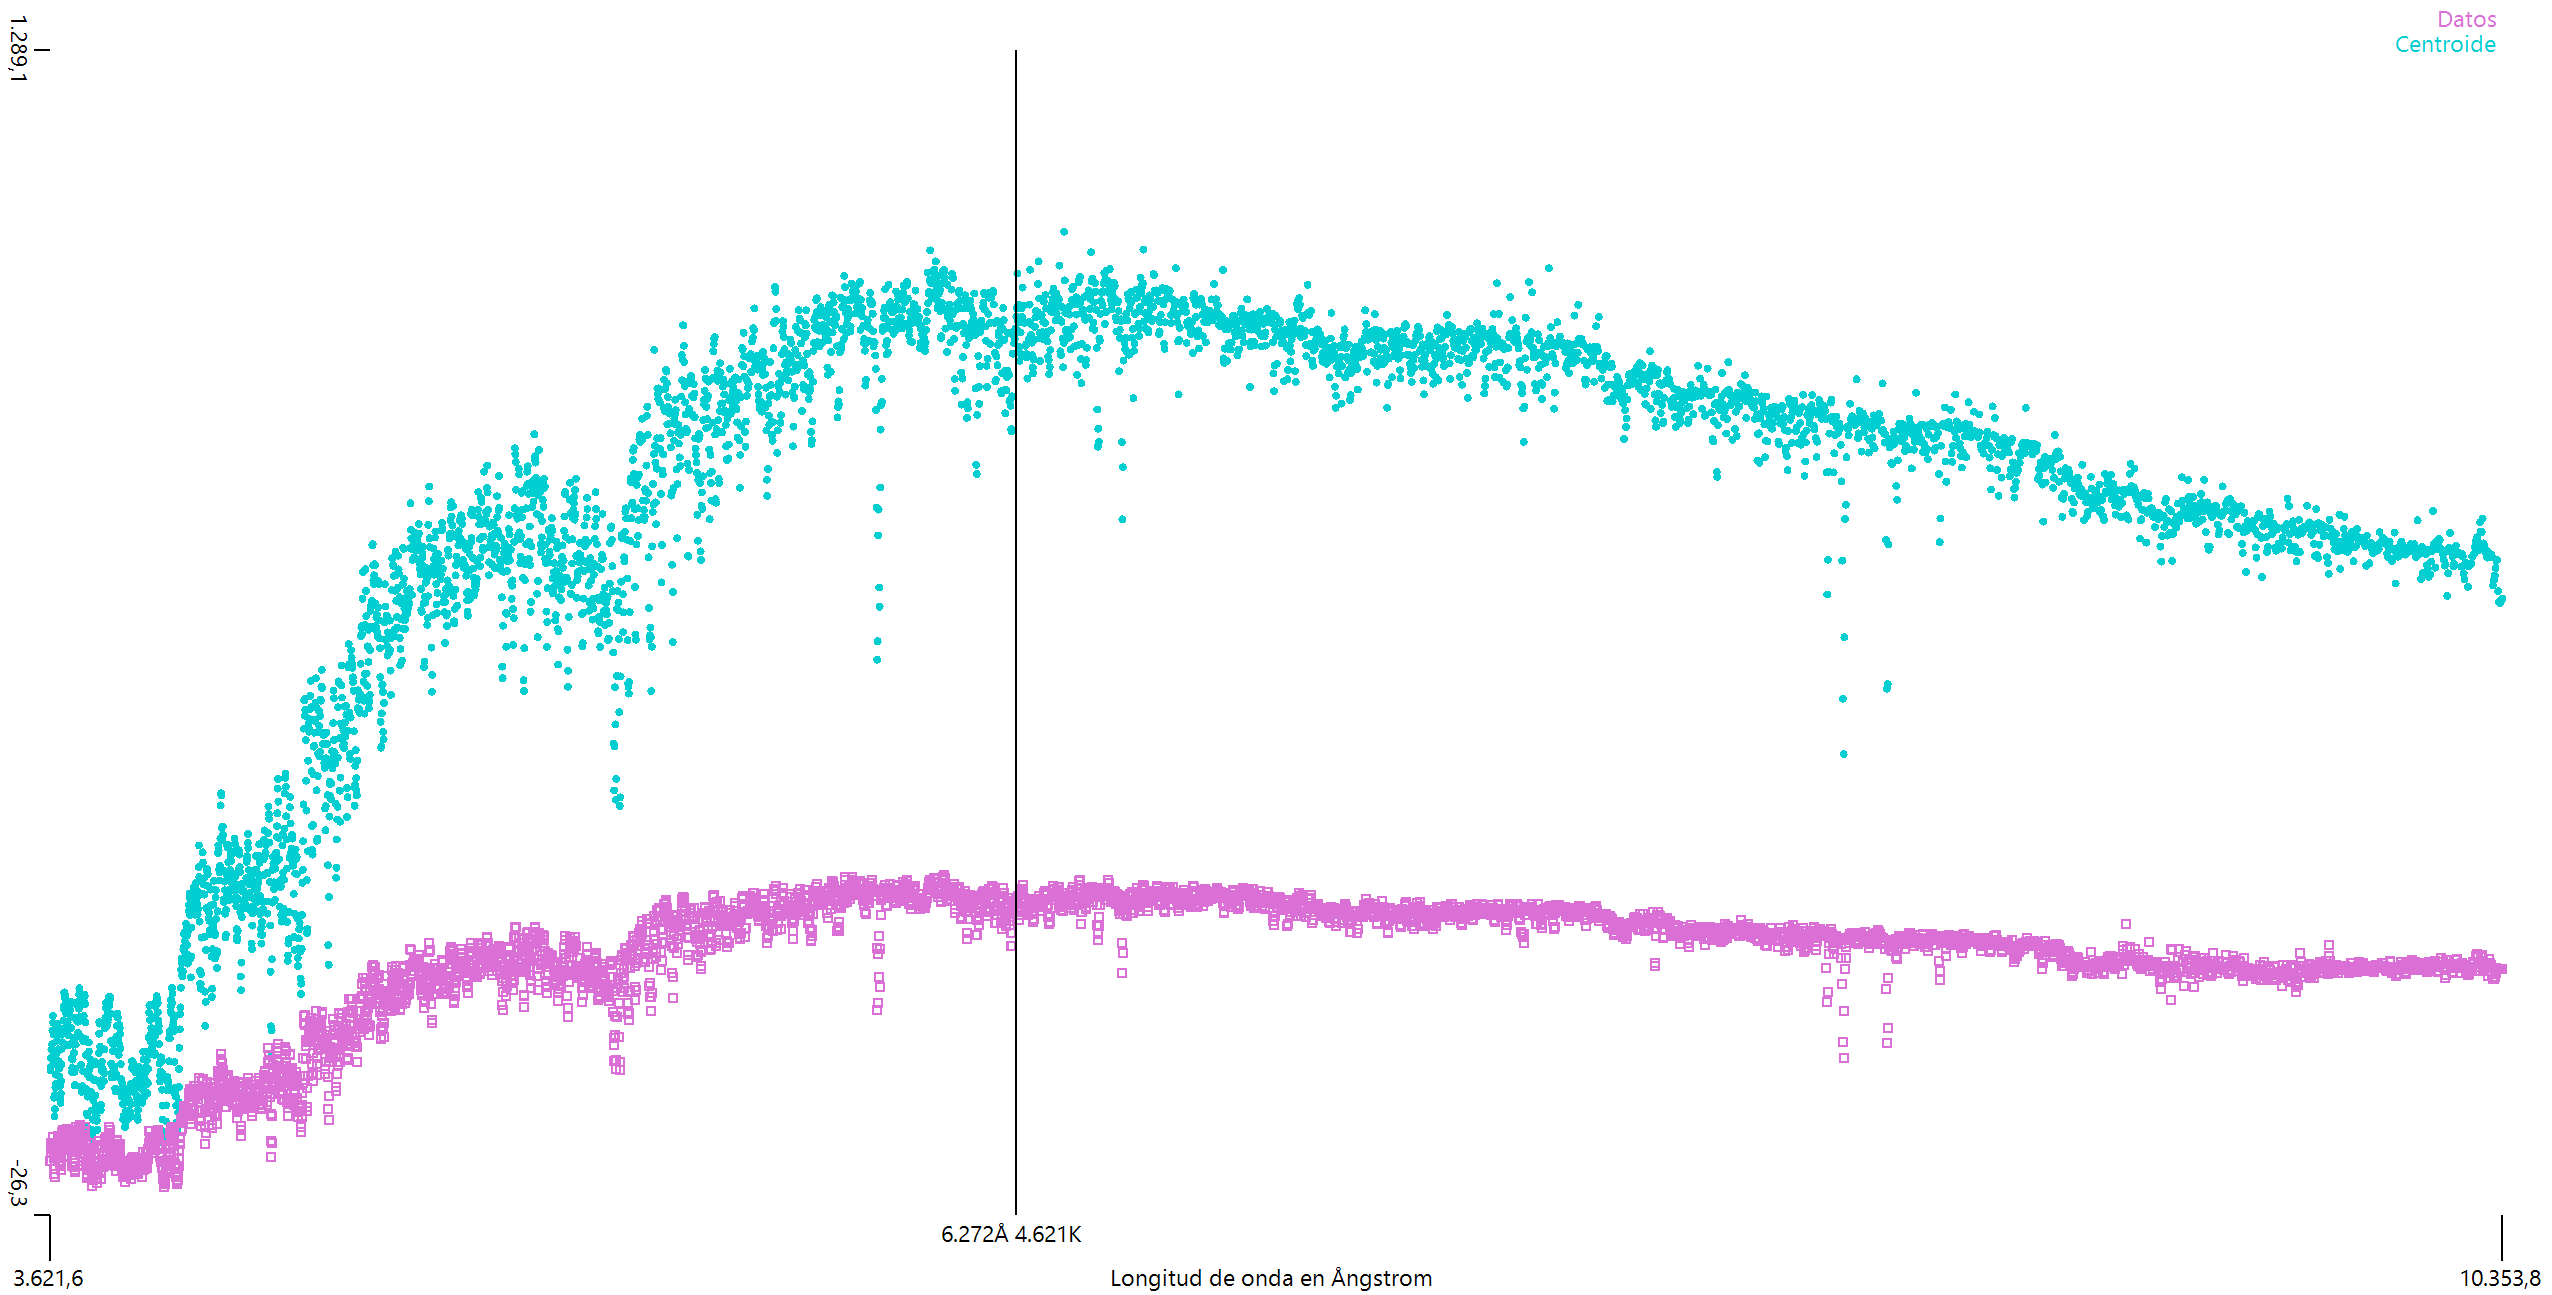 Datos
Centroide
1.289,1
-26,3
6.272Å 4.621K
3.621,6
Longitud de onda en Ångstrom
10.353,8